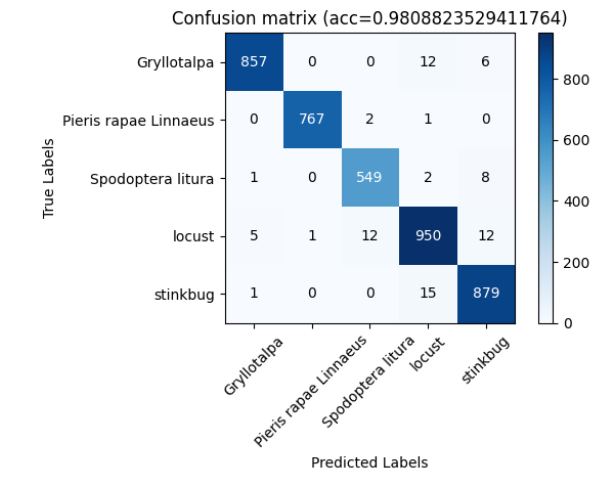 Confusion matrix (acc=0.9808823529411764)
True Labels
Gryllotalpa 857 0 0 12 6
Pieris rapae Linnaeus 0 767 2 1 0
Spodoptera litura 1 0 549 2 8
locust 5 1 12 950 12
stinkbug 1 0 0 15 879
Gryllotalpa Pieris rapae Linnaeus Spodoptera litura locust stinkbug
Predicted Labels
800
600
400
200
0